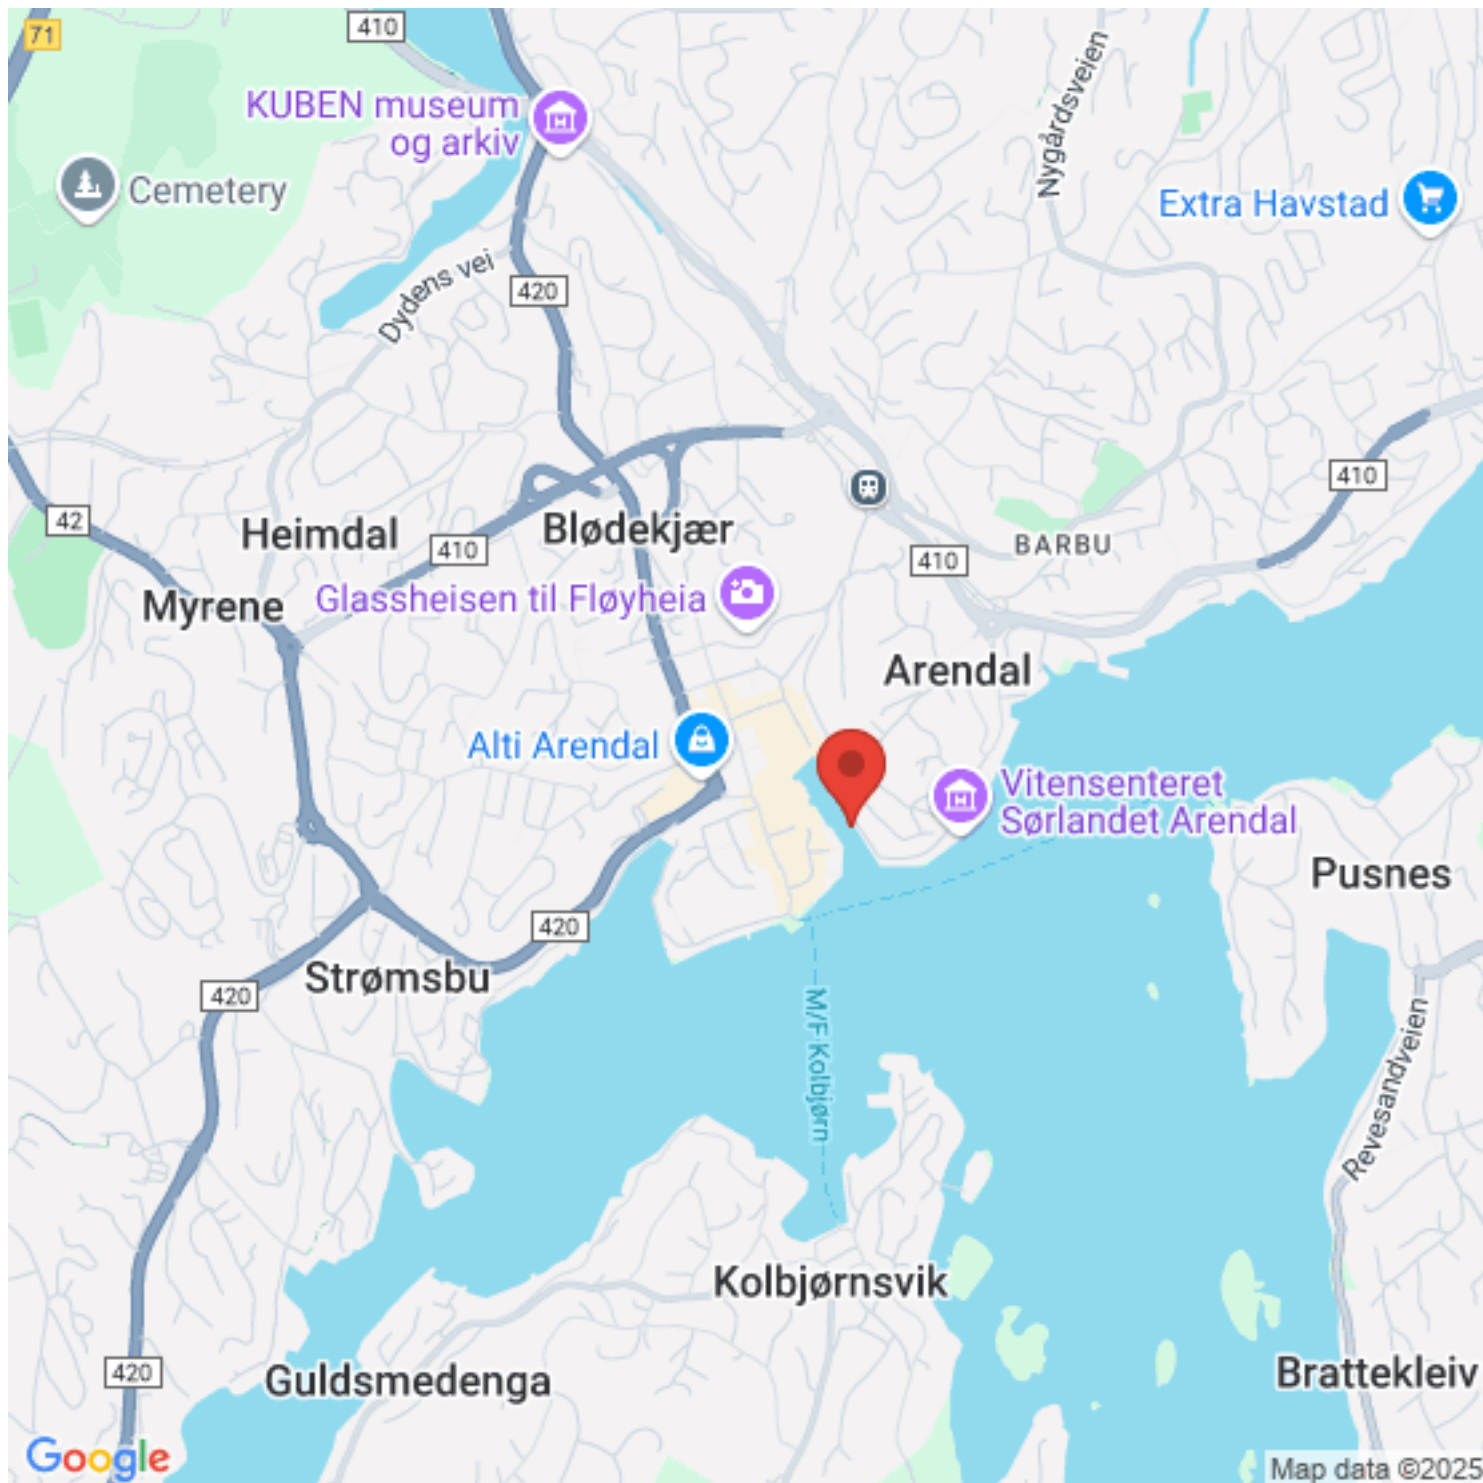 71
410
KUBEN museum
og arkiv
Nygårdsveien
Cemetery
Extra Havstad
Dydens vei
420
410
42
Heimdal
Blødekjær
410
410
BARBU
Glassheisen til Fløyheia
Myrene
Arendal
Alti Arendal
Vitensenteret
Sørlandet Arendal
Pusnes
420
Strømsbu
420
M/F Kolbjørn
Revesandveien
Kolbjørnsvik
420
Guldsmedenga
Brattekleiv
Google
Map data ©2025